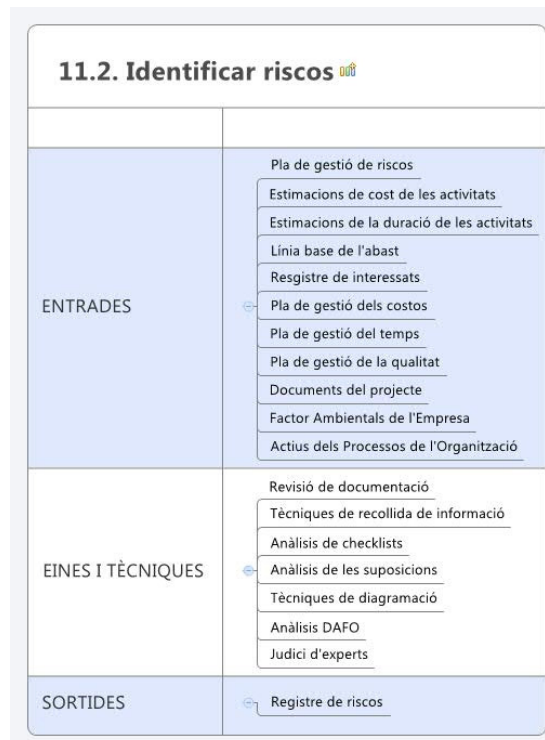 11.2. Identificar riscos
ENTRADES
Pla de gestió de riscos
Estimacions de cost de les activitats
Estimacions de la duració de les activitats
Línia base de l'abast
Resgistre de interessats
Pla de gestió dels costos
Pla de gestió del temps
Pla de gestió de la qualitat
Documents del projecte
Factor Ambientals de l'Empresa
Actius dels Processos de l'Organització
EINES I TÈCNIQUES
Revisió de documentació
Tècniques de recollida de informació
Anàlisis de checklists
Anàlisis de les suposicions
Tècniques de diagramació
Anàlisis DAFO
Judici d'experts
SORTIDES
Registre de riscos